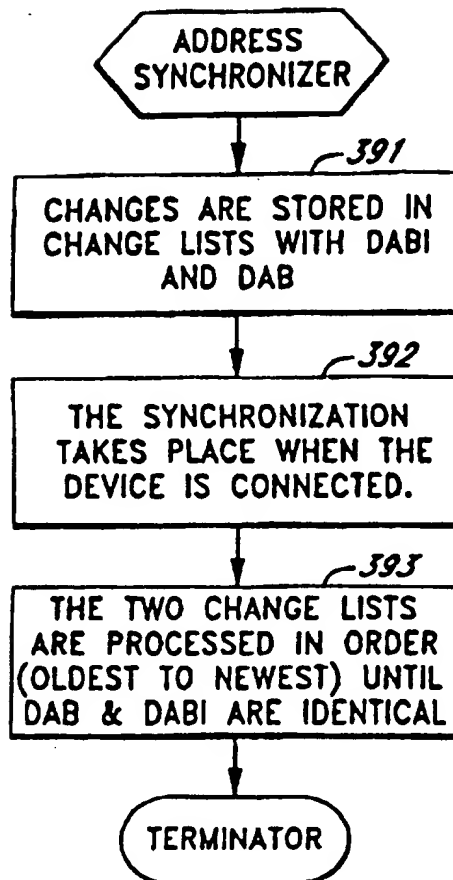 ADDRESS
SYNCHRONIZER
391
CHANGES ARE STORED IN
CHANGE LISTS WITH DABI
AND DAB
392
THE SYNCHRONIZATION
TAKES PLACE WHEN THE
DEVICE IS CONNECTED.
393
THE TWO CHANGE LISTS
ARE PROCESSED IN ORDER
(OLDEST TO NEWEST) UNTIL
DAB & DABI ARE IDENTICAL
TERMINATOR